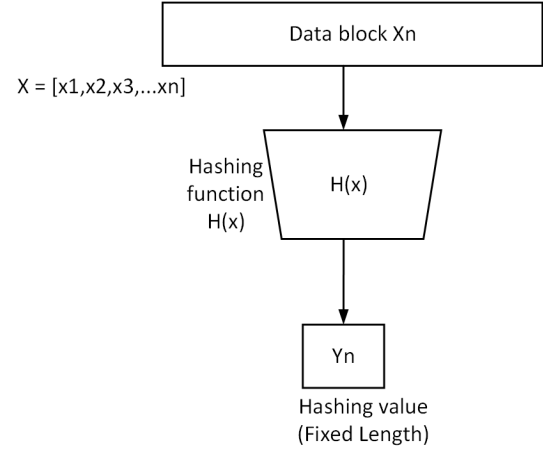 Data block Xn
X = [x1,x2,x3,...xn]
Hashing
function
H(x)
H(x)
Yn
Hashing value
(Fixed Length)